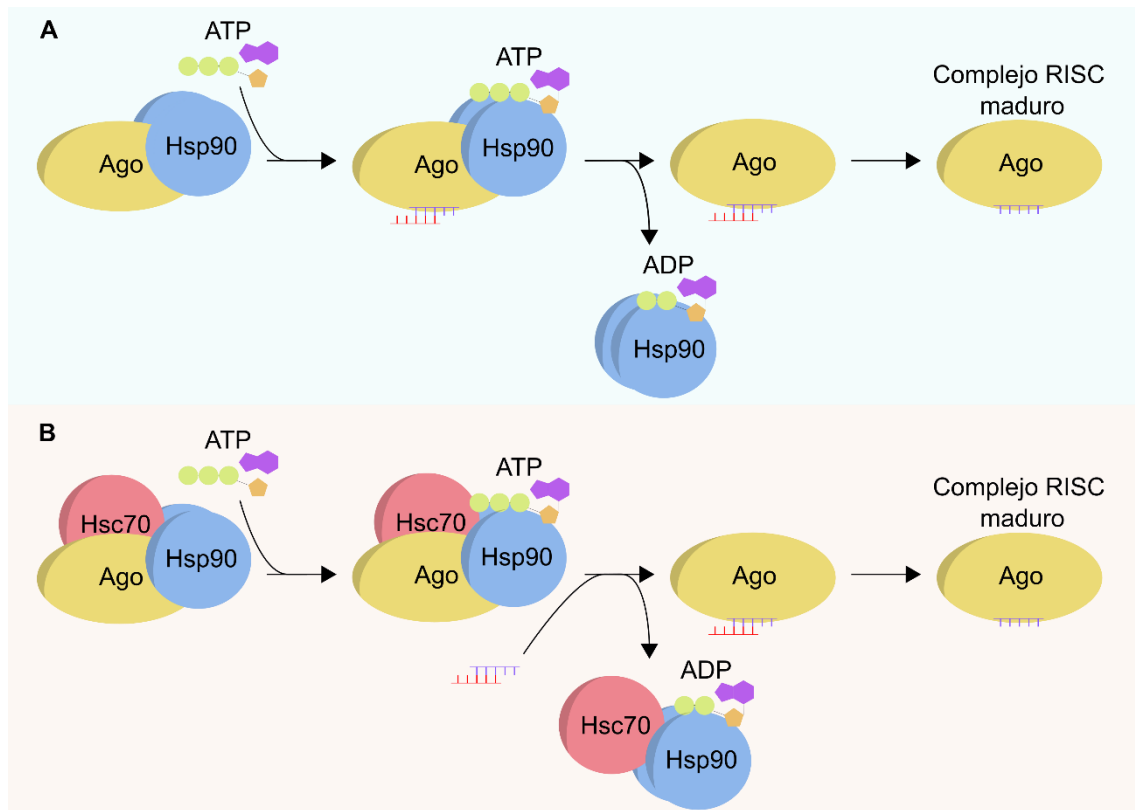 A
ATP
Ago
Hsp90
ATP
Ago
Hsp90
Ago
Complejo RISC
maduro
Ago
ADP
Hsp90
B
ATP
Hsc70
Ago
Hsp90
ATP
Hsc70
Ago
Hsp90
Ago
Complejo RISC
maduro
Ago
ADP
Hsc70
Hsp90